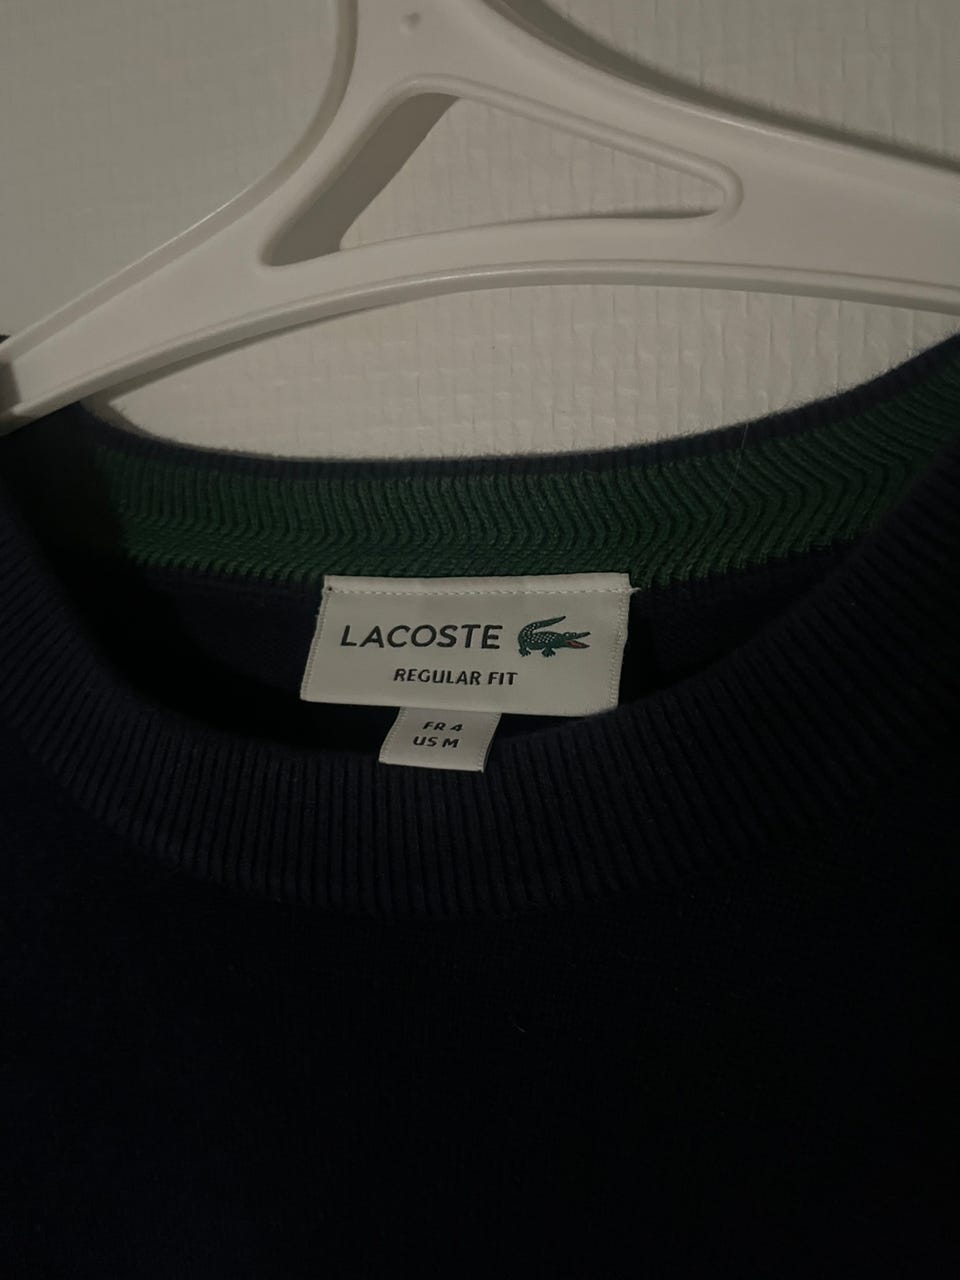 LACOSTE
REGULAR FIT
FR 4
US M